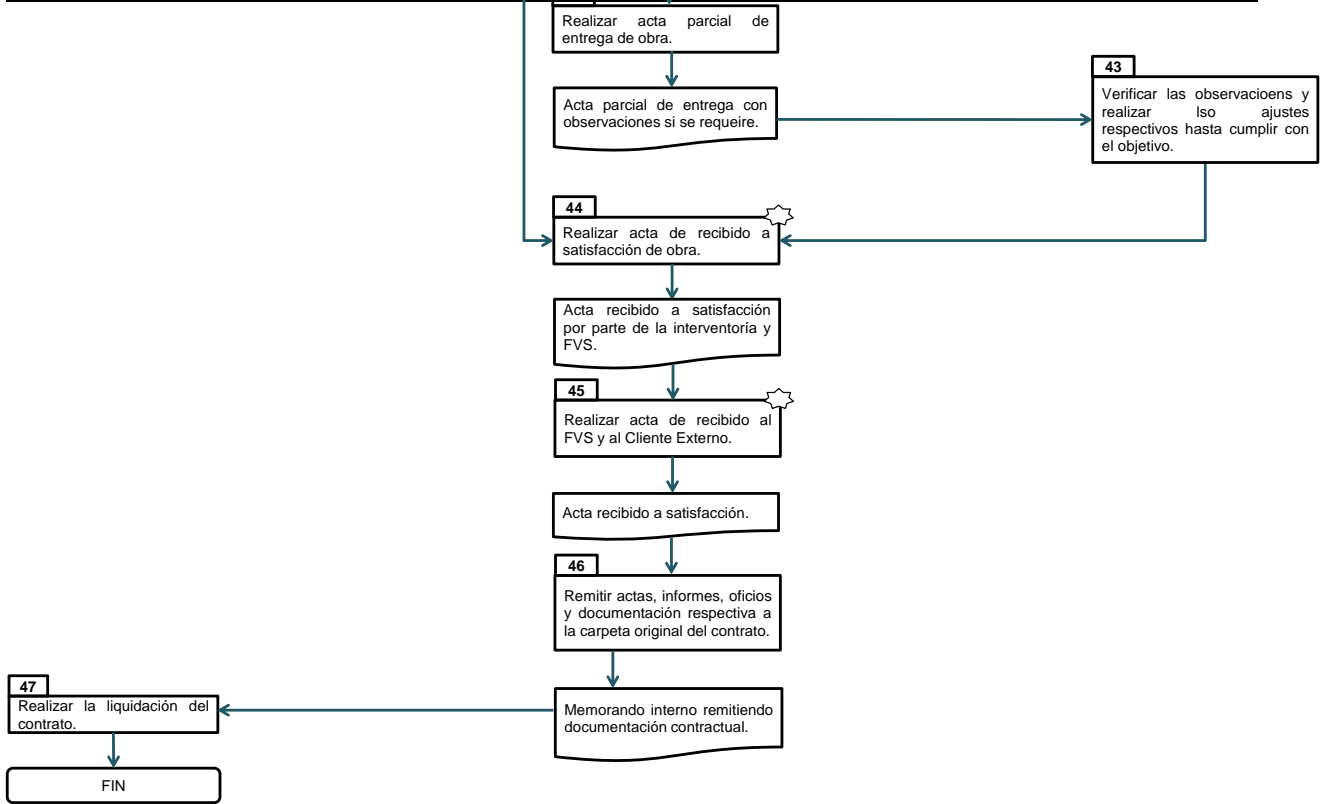 Realizar acta parcial de
entrega de obra.
Acta parcial de entrega con
observaciones si se requeire.
43
Verificar las observacioens y
realizar lso ajustes
respectivos hasta cumplir con
el objetivo.
44
Realizar acta de recibido a
satisfacción de obra.
Acta recibido a satisfacción
por parte de la interventoría y
FVS.
45
Realizar acta de recibido al
FVS y al Cliente Externo.
Acta recibido a satisfacción.
46
Remitir actas, informes, oficios
y documentación respectiva a
la carpeta original del contrato.
Memorando interno remitiendo
documentación contractual.
47
Realizar la liquidación del
contrato.
FIN